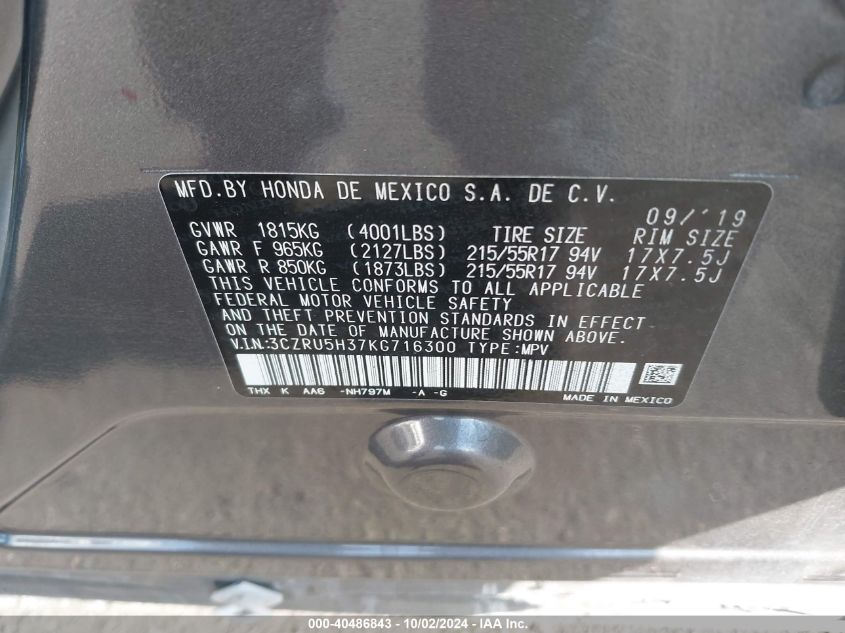 MFD.BY HONDA DE MEXICO S.A. DE C.V. 09/'19
GVWR 1815KG (4001LBS) TIRE SIZE RIM SIZE
GAWR F 965KG (2127LBS) 215/55R17 94V 17X7.5J
GAWR R 850KG (1873LBS) 215/55R17 94V 17X7.5J
THIS VEHICLE CONFORMS TO ALL APPLICABLE
FEDERAL MOTOR VEHICLE SAFETY
AND THEFT PREVENTION STANDARDS IN EFFECT
ON THE DATE OF MANUFACTURE SHOWN ABOVE.
V.I.N:3CZRU5H37KG716300 TYPE:MPV
THX K AA6 -NH797M -A -G MADE IN MEXICO
000-40486843 - 10/02/2024 - IAA Inc.